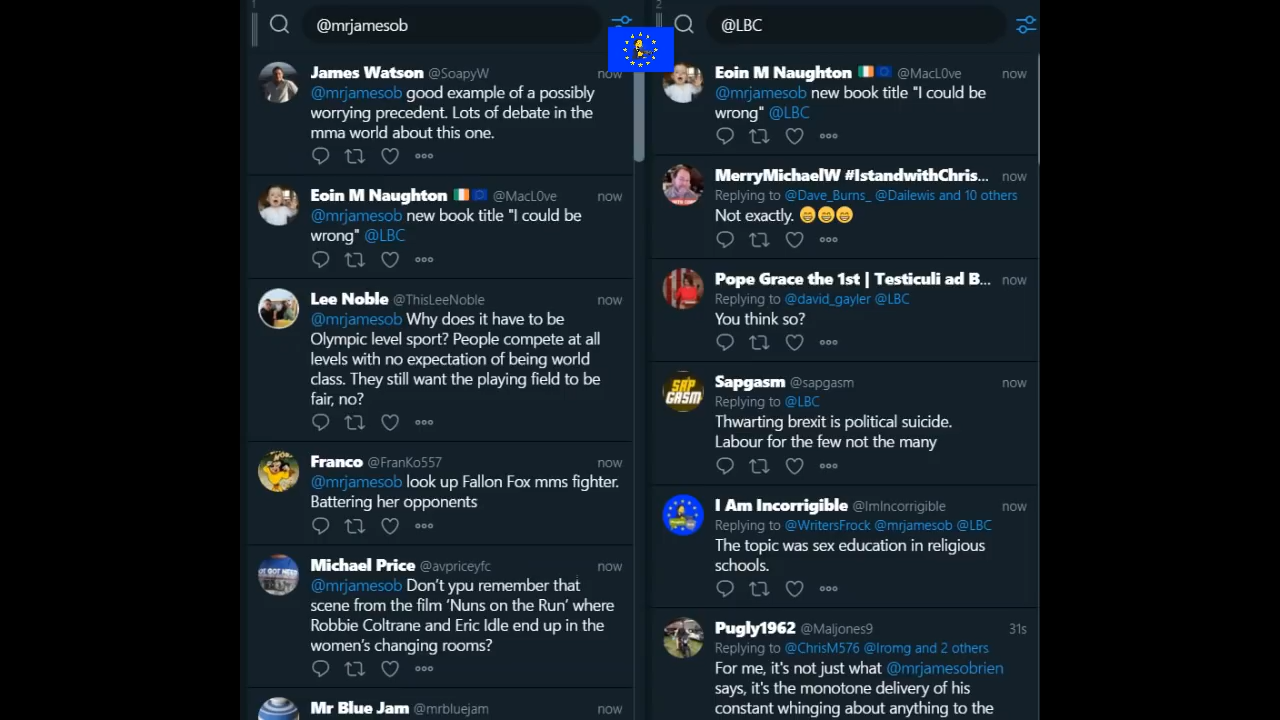 1
@mrjamesob
James Watson @SoapyW now
@mrjamesob good example of a possibly
worrying precedent. Lots of debate in the
mma world about this one.
Eoin M Naughton 🇮🇪🇪🇺 @MacL0ve now
@mrjamesob new book title "I could be
wrong" @LBC
Lee Noble @ThisLeeNoble now
@mrjamesob Why does it have to be
Olympic level sport? People compete at all
levels with no expectation of being world
class. They still want the playing field to be
fair, no?
Franco @FranKo557 now
@mrjamesob look up Fallon Fox mms fighter.
Battering her opponents
Michael Price @avpriceyfc now
@mrjamesob Don't you remember that
scene from the film 'Nuns on the Run' where
Robbie Coltrane and Eric Idle end up in the
women's changing rooms?
Mr Blue Jam @mrbluejam now
2
@LBC
Eoin M Naughton 🇮🇪🇪🇺 @MacL0ve now
@mrjamesob new book title "I could be
wrong" @LBC
MerryMichaelW #IstandwithChris... now
Replying to @Dave_Burns_ @Dailewis and 10 others
Not exactly. 😁😁😁
Pope Grace the 1st | Testiculi ad B... now
Replying to @david_gayler @LBC
You think so?
SAP
GASM
Sapgasm @sapgasm now
Replying to @LBC
Thwarting brexit is political suicide.
Labour for the few not the many
I Am Incorrigible @ImIncorrigible now
Replying to @WritersFrock @mrjamesob @LBC
The topic was sex education in religious
schools.
Pugly1962 @Maljones9 31s
Replying to @ChrisM576 @Iromg and 2 others
For me, it's not just what @mrjamesobrien
says, it's the monotone delivery of his
constant whinging about anything to the